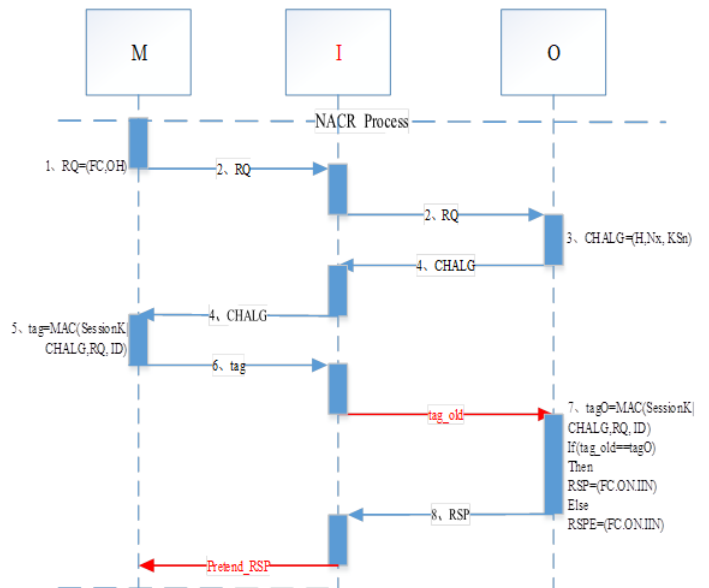 M
I
O
NACR Process
1、RQ=(FC,OH)
2、RQ
2、RQ
3、CHALG=(H,Nx, KSn)
4、CHALG
4、CHALG
5、tag=MAC(SessionK|
CHALG,RQ, ID)
6、tag
tag_old
7、tagO=MAC(SessionK|
CHALG,RQ, ID)
If(tag_old==tagO)
Then
RSP=(FC.ON.IIN)
Else
RSPE=(FC.ON.IIN)
8、RSP
Pretend_RSP